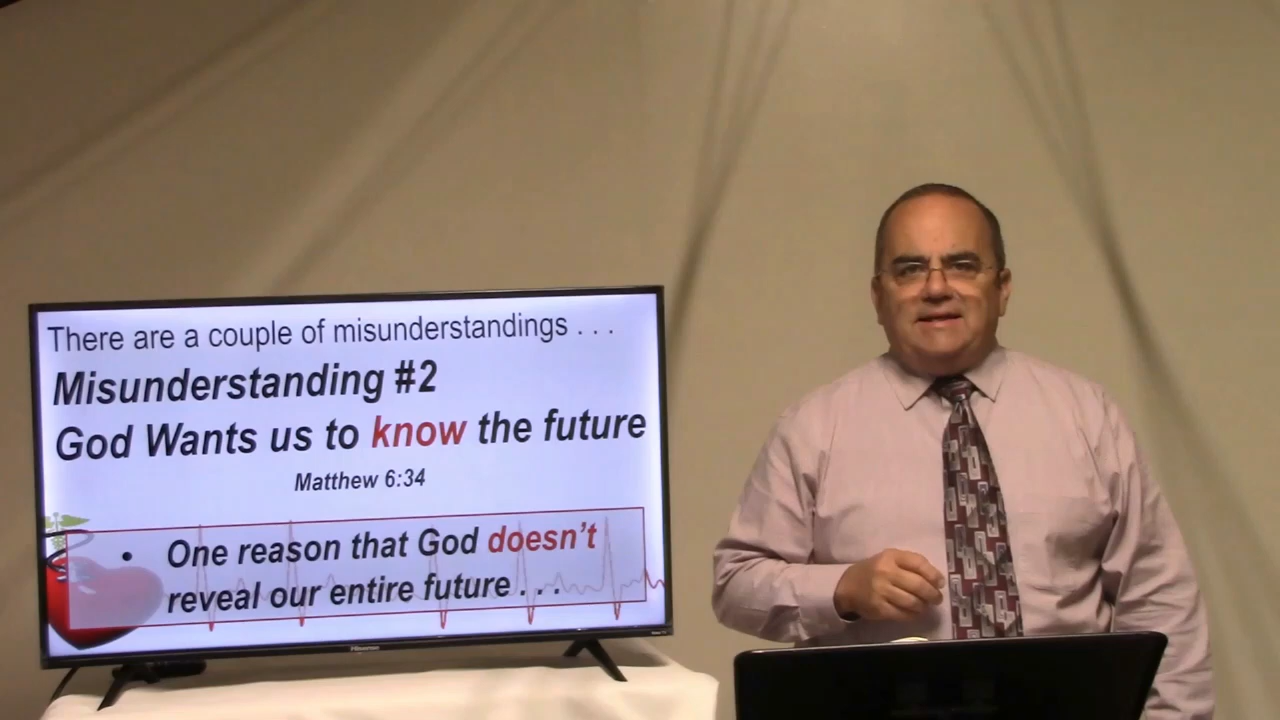 There are a couple of misunderstandings . . .
Misunderstanding #2
God Wants us to know the future
Matthew 6:34
• One reason that God doesn't
reveal our entire future . . .
Hisense